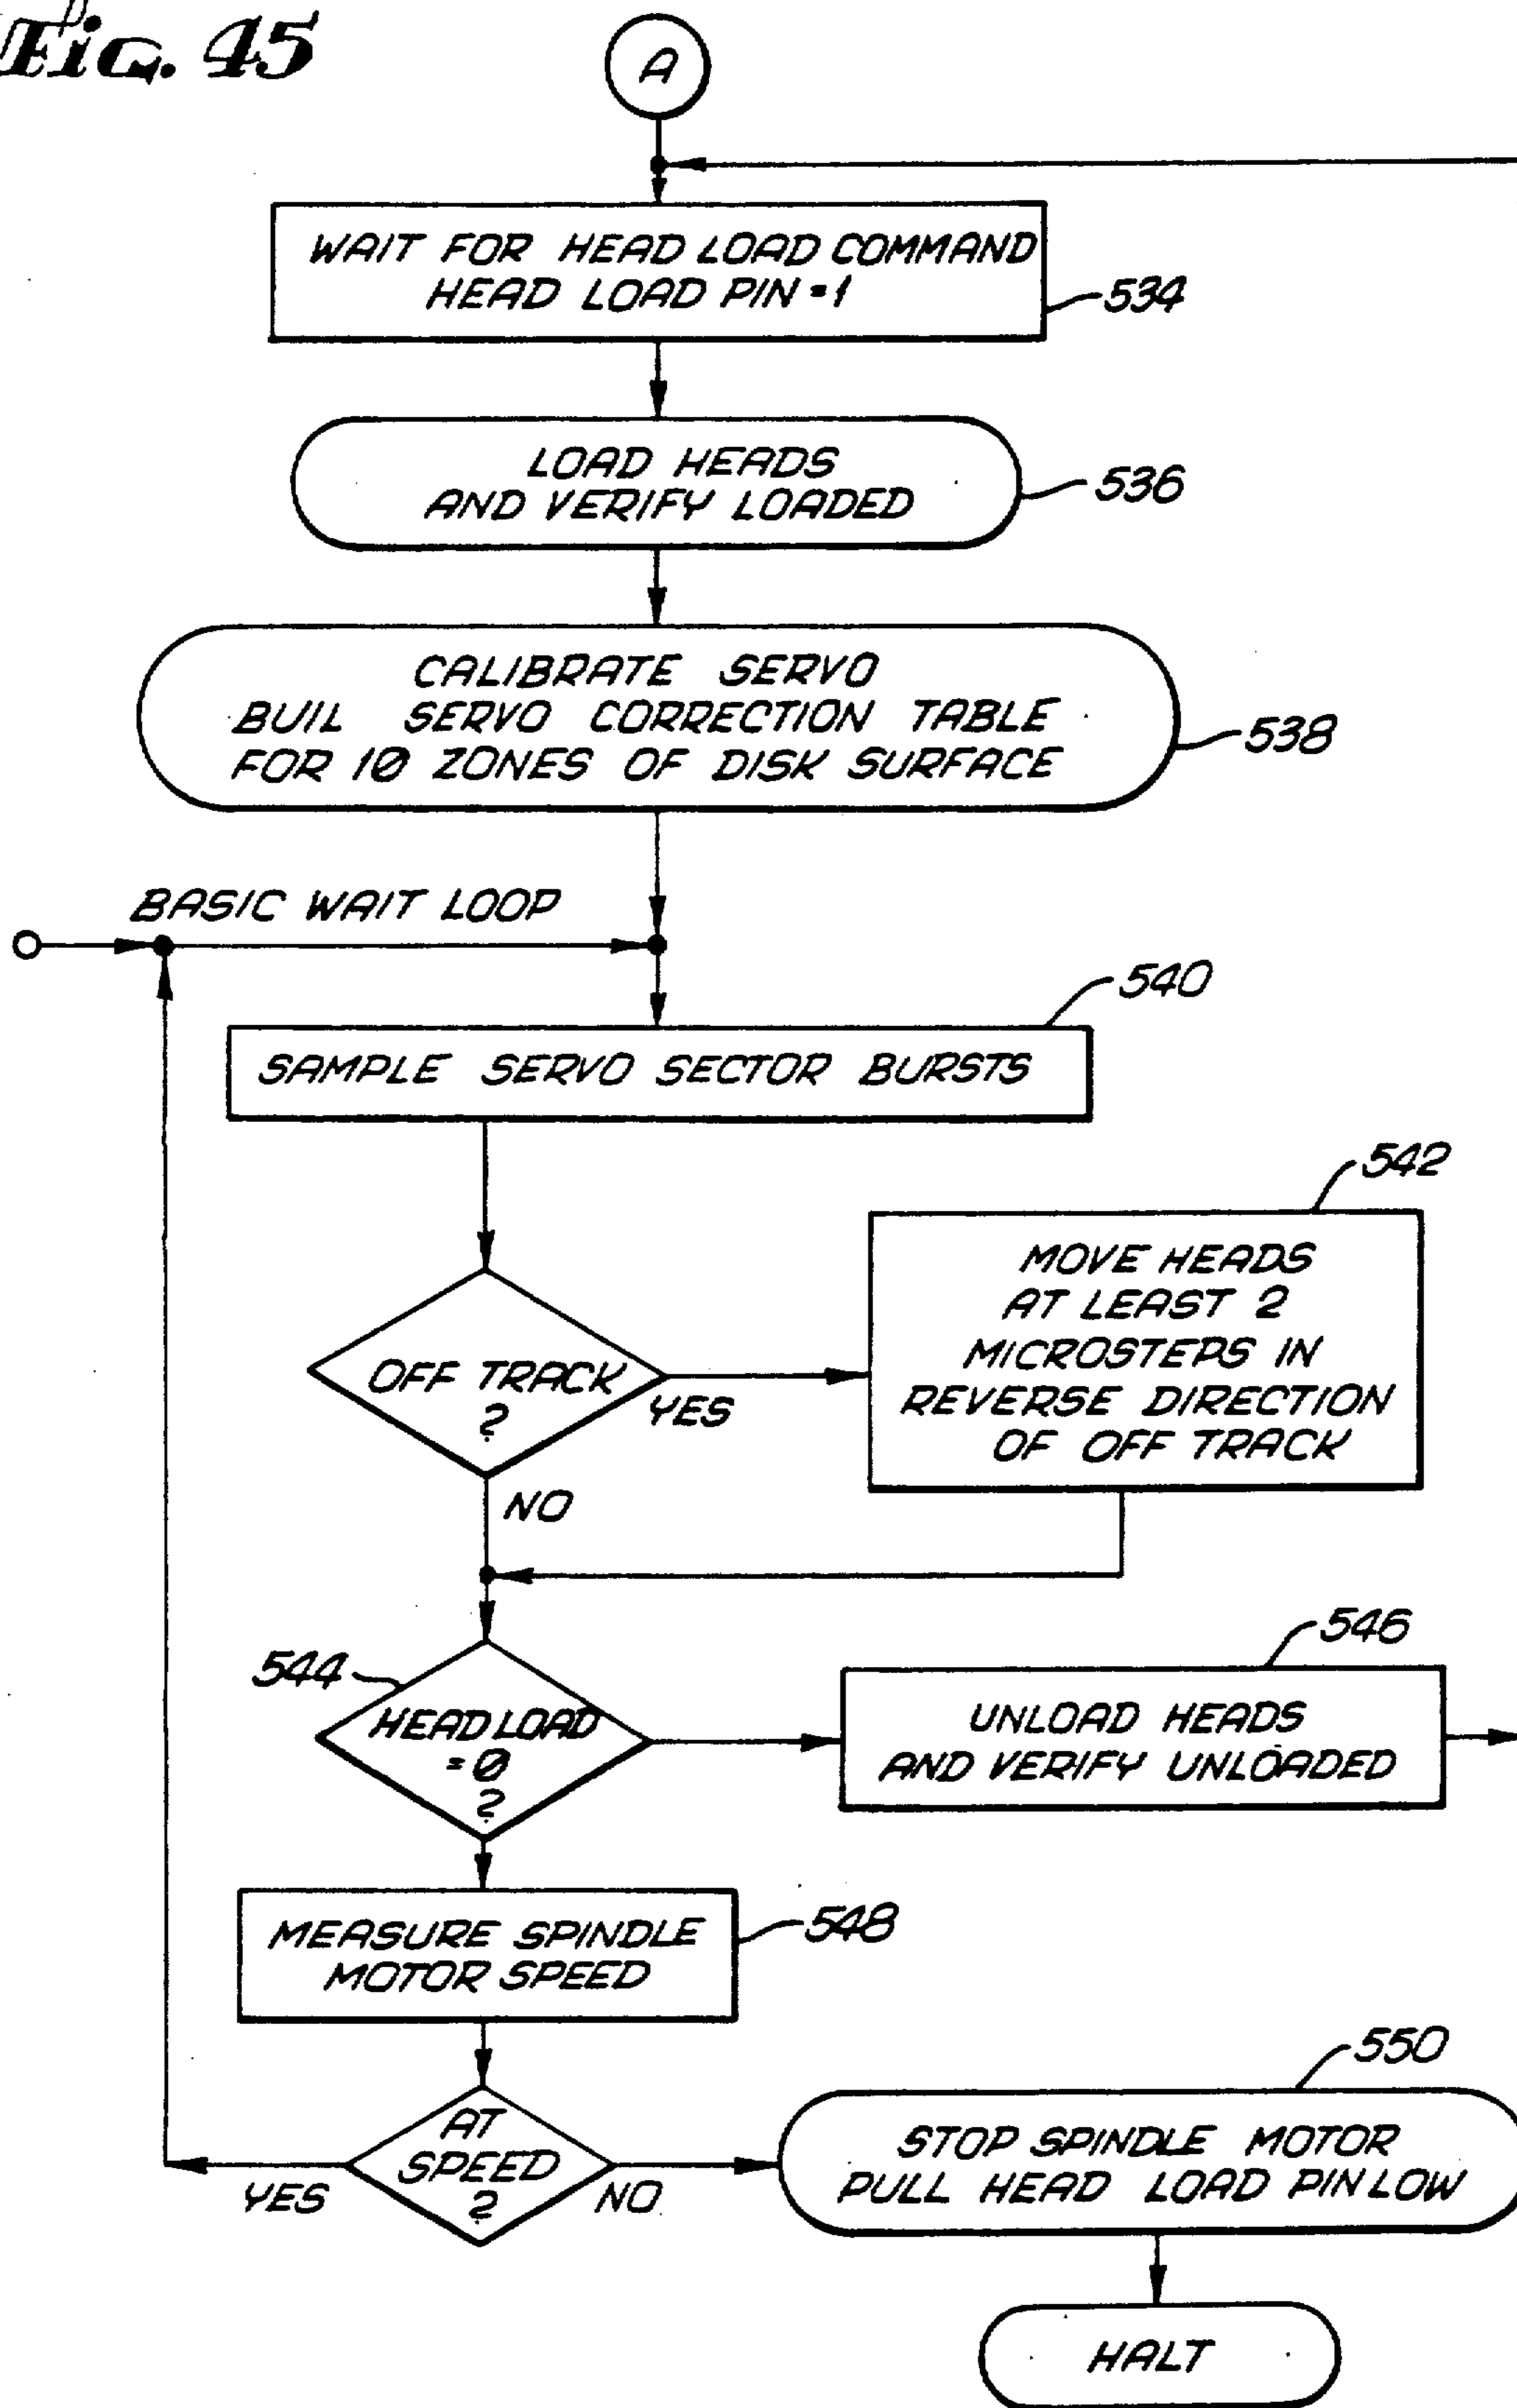 Fig. 45
A
WAIT FOR HEAD LOAD COMMAND
HEAD LOAD PIN = 1
534
LOAD HEADS
AND VERIFY LOADED
536
CALIBRATE SERVO
BUIL SERVO CORRECTION TABLE
FOR 10 ZONES OF DISK SURFACE
538
BASIC WAIT LOOP
540
SAMPLE SERVO SECTOR BURSTS
542
MOVE HEADS
AT LEAST 2
MICROSTEPS IN
REVERSE DIRECTION
OF OFF TRACK
OFF TRACK
?
YES
NO
544
HEAD LOAD
= 0
?
546
UNLOAD HEADS
AND VERIFY UNLOADED
MEASURE SPINDLE
MOTOR SPEED
548
AT
SPEED
?
YES
NO
550
STOP SPINDLE MOTOR
PULL HEAD LOAD PIN LOW
HALT